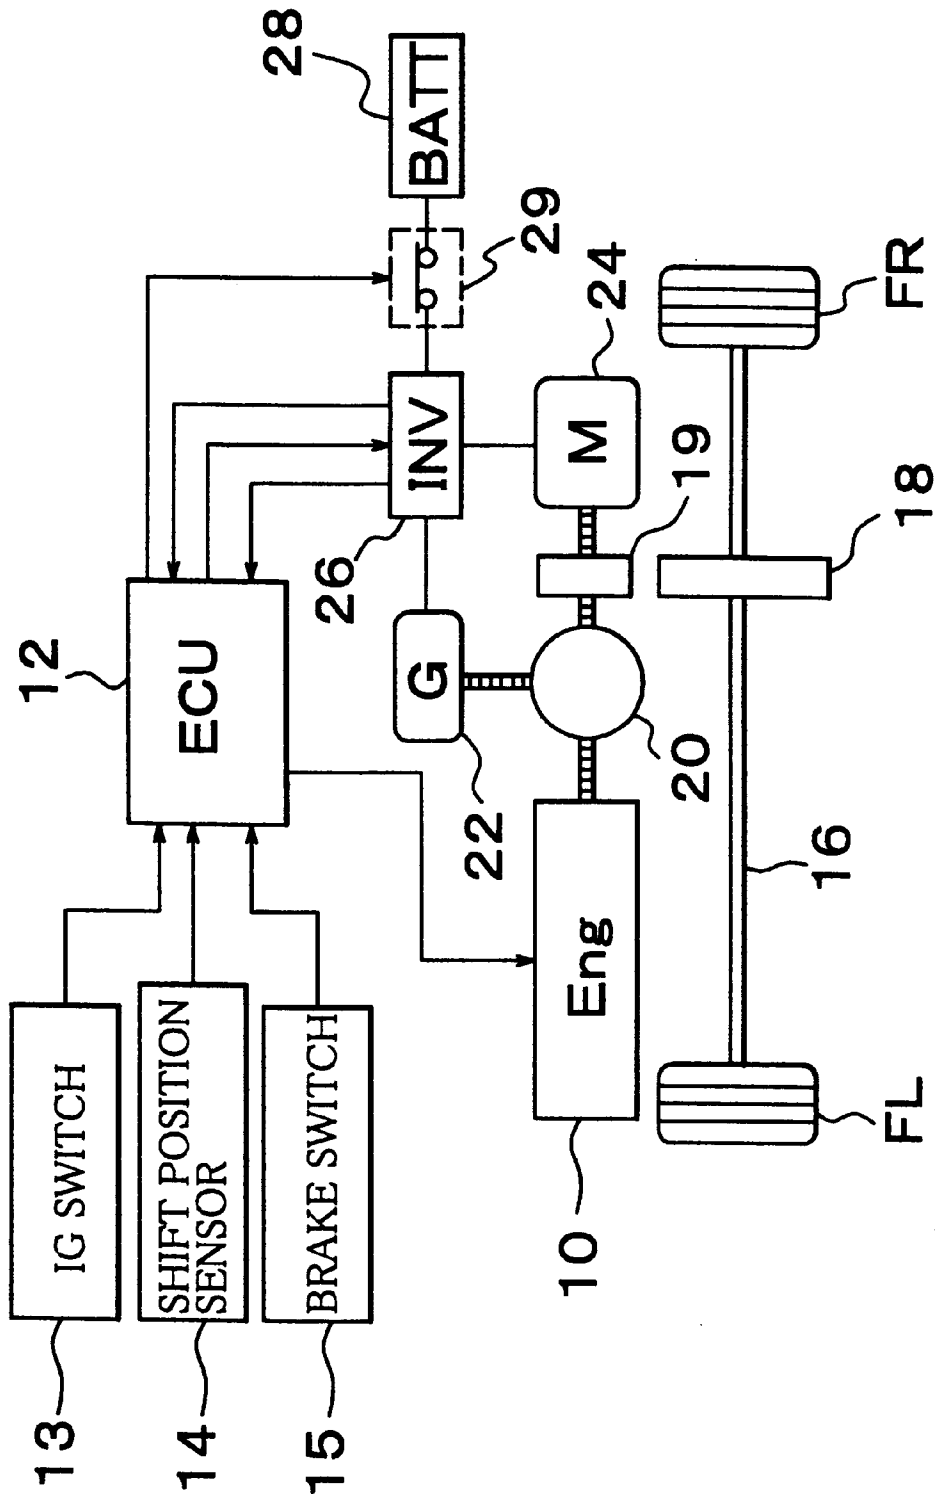 13
IG SWITCH
14
SHIFT POSITION
SENSOR
15
BRAKE SWITCH
12
ECU
28
BATT
29
26
INV
22
G
24
M
19
20
10
Eng
18
16
FL
FR